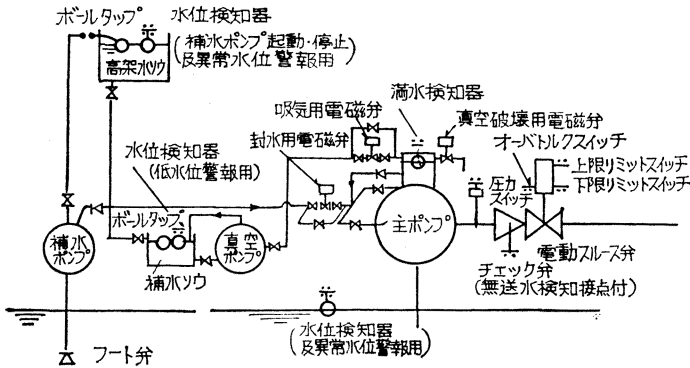 ボールタップ
水位検知器
(補水ポンプ起動・停止
及異常水位警報用)
高架水ソウ
満水検知器
吸気用電磁弁
真空破壊用電磁弁
封水用電磁弁
オーバトルクスイッチ
上限リミットスイッチ
下限リミットスイッチ
圧力
スイッチ
水位検知器
(低水位警報用)
ボールタップ
補水
ポンプ
真空
ポンプ
主ポンプ
補水ソウ
電動スルース弁
チェック弁
(無送水検知接点付)
水位検知器
(及異常水位警報用)
フート弁